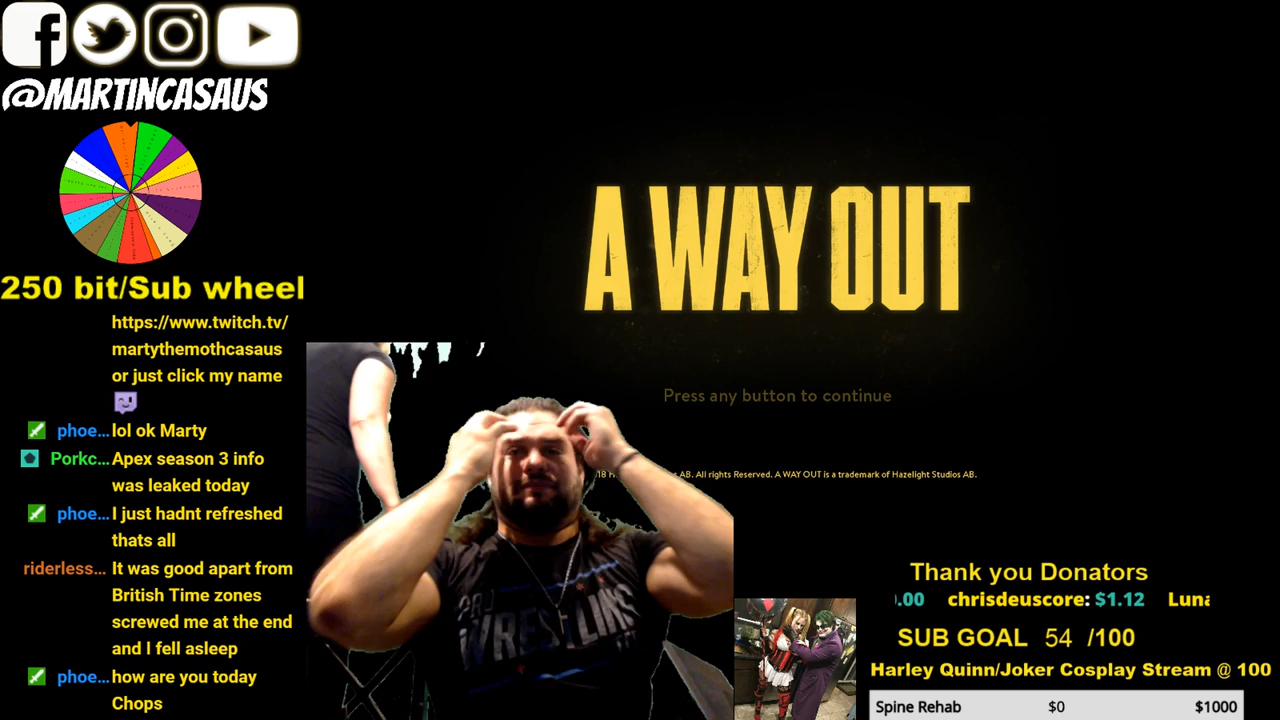 @MARTINCASAUS
250 bit/Sub wheel
https://www.twitch.tv/
martythemothcasaus
or just click my name
phoe... lol ok Marty
Porkc... Apex season 3 info
was leaked today
phoe... I just hadnt refreshed
thats all
riderless... It was good apart from
British Time zones
screwed me at the end
and I fell asleep
phoe... how are you today
Chops
A WAY OUT
Press any button to continue
AB. All rights Reserved. A WAY OUT is a trademark of Hazelight Studios AB.
WRESTLING
Thank you Donators
.00 chrisdeuscore: $1.12 Luna
SUB GOAL 54 /100
Harley Quinn/Joker Cosplay Stream @ 100
Spine Rehab $0 $1000